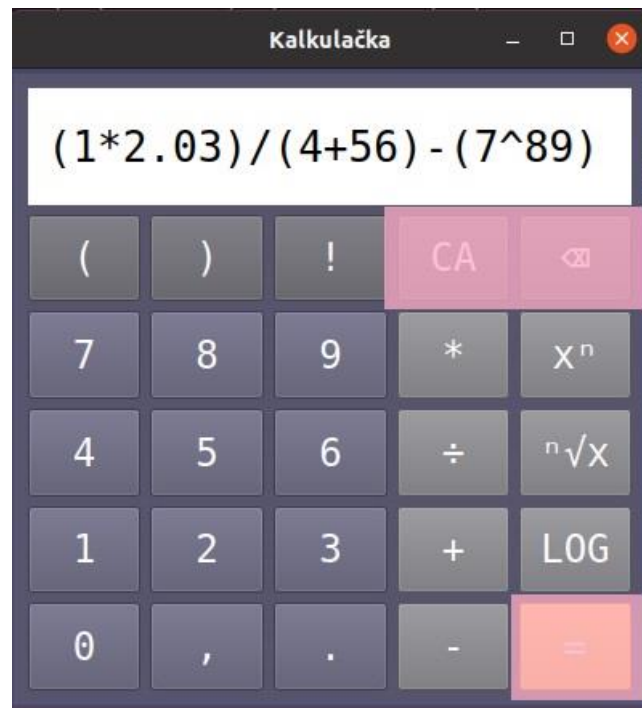 Kalkulačka
(1*2.03)/(4+56)-(7^89)
( ) ! CA ⌫
7 8 9 * xⁿ
4 5 6 ÷ ⁿ√x
1 2 3 + LOG
0 , . - =